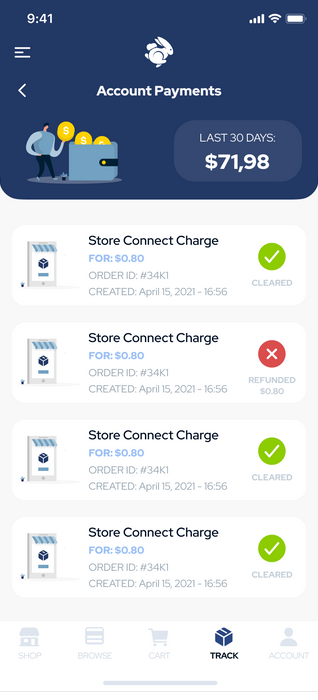 9:41
Account Payments
LAST 30 DAYS:
$71,98
$
$
Store Connect Charge
FOR: $0.80
ORDER ID: #34K1
CREATED: April 15, 2021 - 16:56
CLEARED
Store Connect Charge
FOR: $0.80
ORDER ID: #34K1
CREATED: April 15, 2021 - 16:56
REFUNDED
$0.80
Store Connect Charge
FOR: $0.80
ORDER ID: #34K1
CREATED: April 15, 2021 - 16:56
CLEARED
Store Connect Charge
FOR: $0.80
ORDER ID: #34K1
CREATED: April 15, 2021 - 16:56
CLEARED
SHOP
BROWSE
CART
TRACK
ACCOUNT